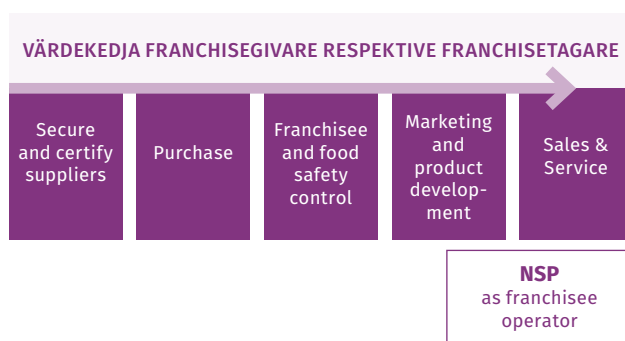 VÄRDEKEDJA FRANCHISEGIVARE RESPEKTIVE FRANCHISETAGARE
Secure
and certify
suppliers
Purchase
Franchisee
and food
safety
control
Marketing
and
product
develop-
ment
Sales &
Service
NSP
as franchisee
operator